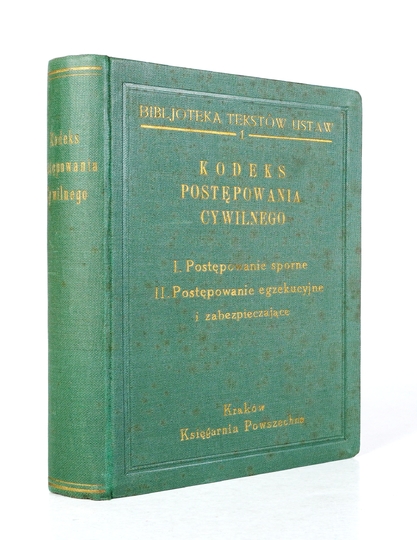 Kodeks
Postępowania
Cywilnego
BIBLJOTEKA TEKSTÓW USTAW
1
KODEKS
POSTĘPOWANIA
CYWILNEGO
I. Postępowanie sporne
II. Postępowanie egzekucyjne
i zabezpieczające
Kraków
Księgarnia Powszechna